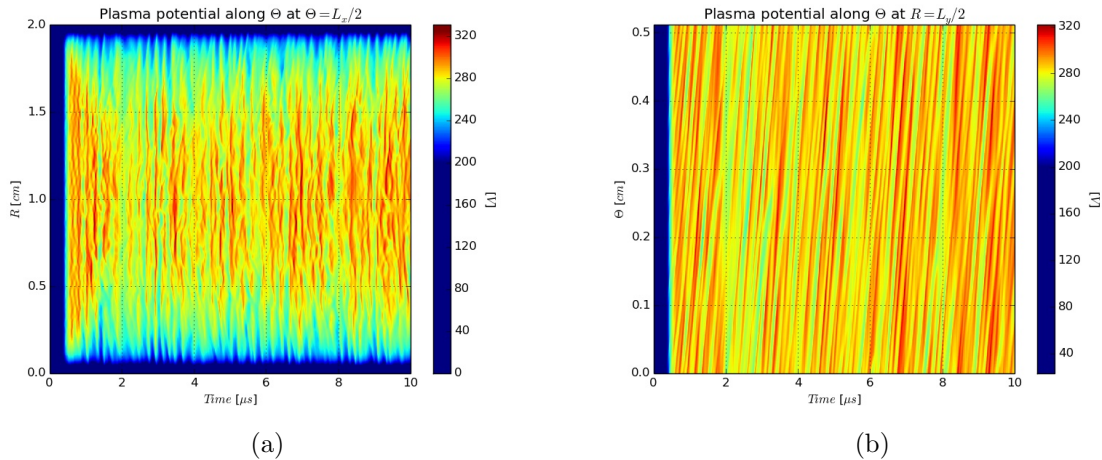 Plasma potential along Θ at Θ=L_x/2
2.0
1.5
1.0
0.5
0.0
R [cm]
0 2 4 6 8 10
Time [μs]
320
280
240
200
160
120
80
40
0
[V]
(a)
Plasma potential along Θ at R=L_y/2
0.5
0.4
0.3
0.2
0.1
0.0
Θ [cm]
0 2 4 6 8 10
Time [μs]
320
280
240
200
160
120
80
40
[V]
(b)